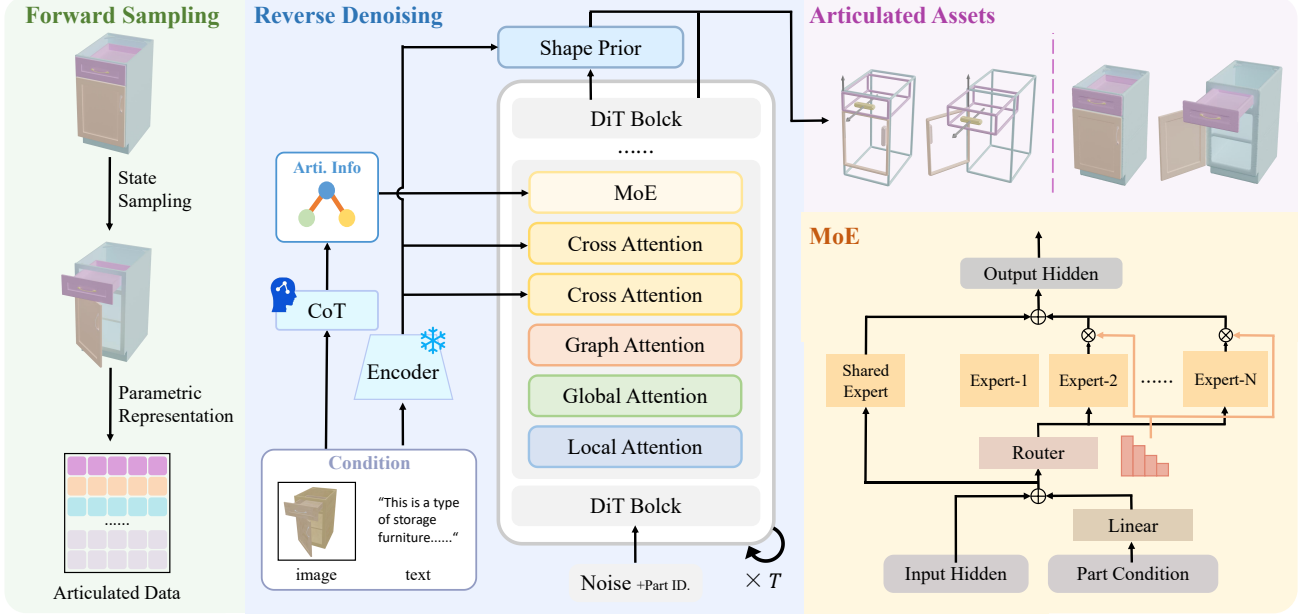 Forward Sampling
State
Sampling
Parametric
Representation
......
Articulated Data
Reverse Denoising
Shape Prior
DiT Bolck
......
Arti. Info
MoE
Cross Attention
Cross Attention
CoT
Graph Attention
Encoder
Global Attention
Local Attention
Condition
“This is a type
of storage
furniture......“
image
text
DiT Bolck
Noise +Part ID.
× T
Articulated Assets
MoE
Output Hidden
Shared
Expert
Expert-1
Expert-2
......
Expert-N
Router
Linear
Input Hidden
Part Condition